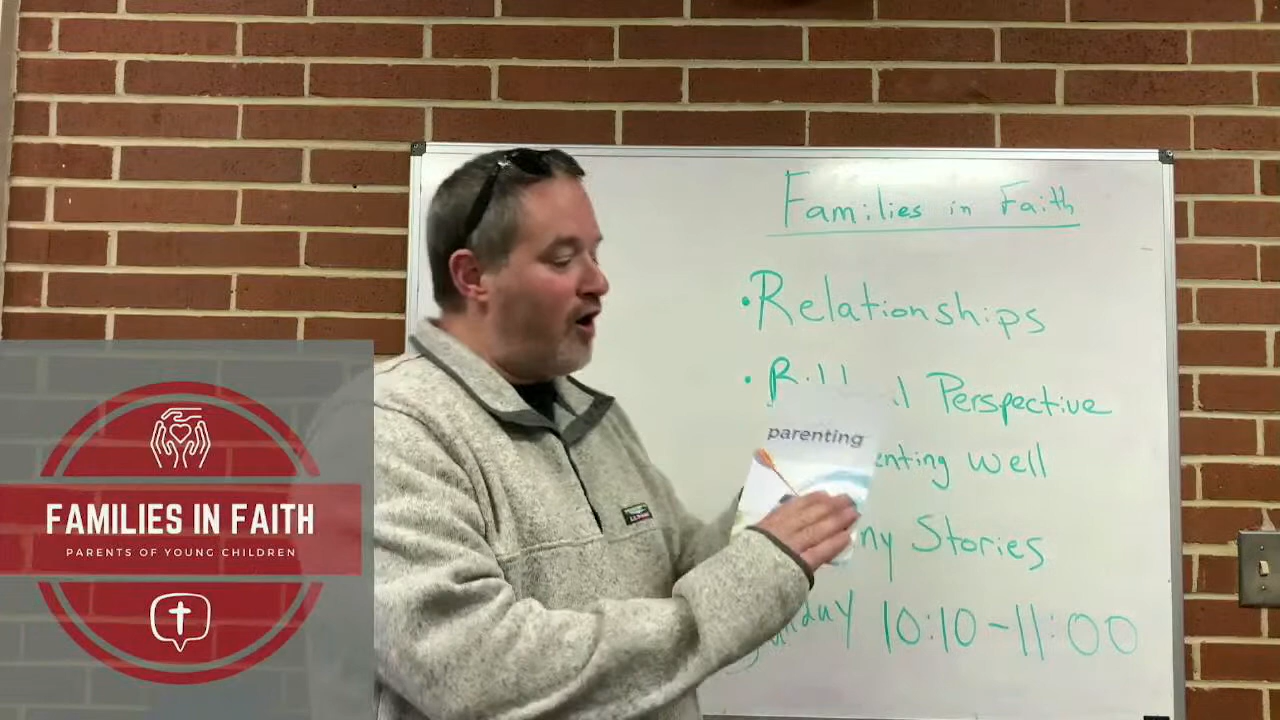 Families in Faith
• Relationships
• Perspective
parenting
well
Stories
10:10-11:00
FAMILIES IN FAITH
PARENTS OF YOUNG CHILDREN